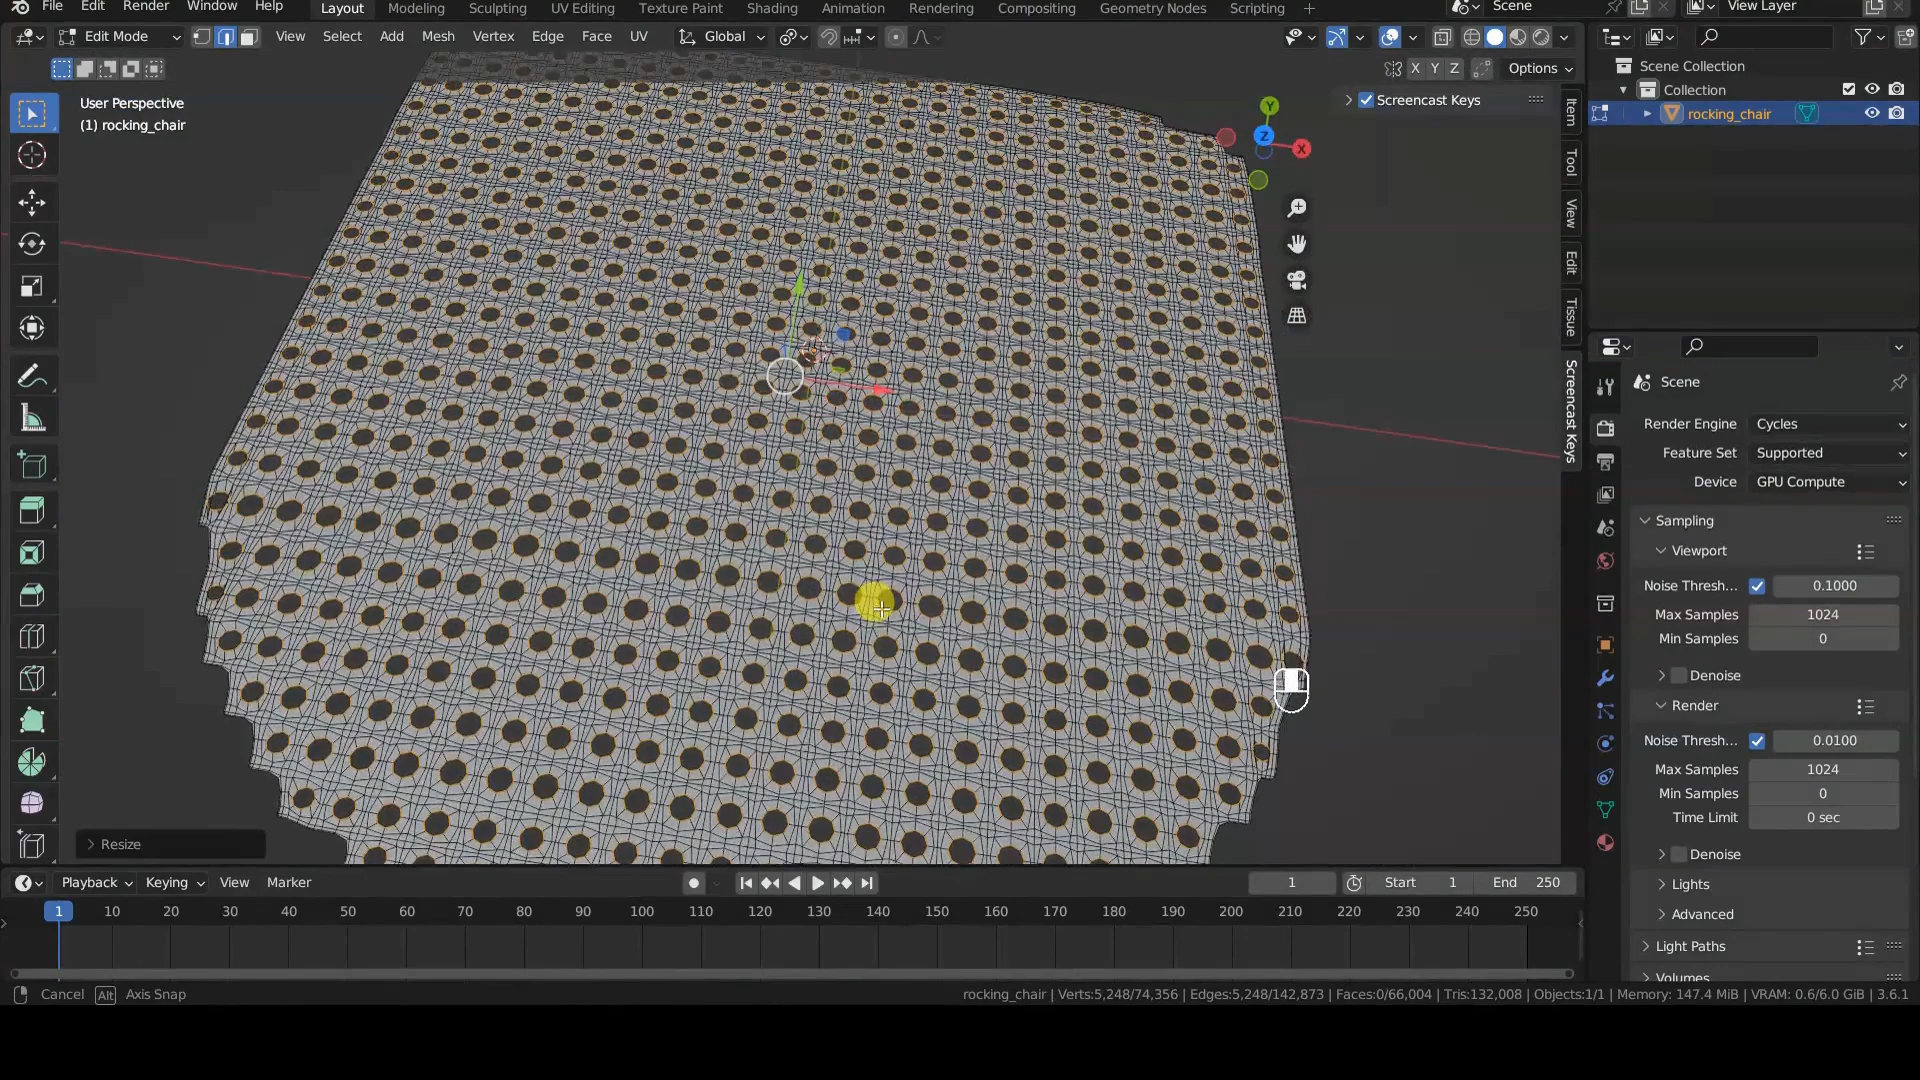 File Edit Render Window Help Layout Modeling Sculpting UV Editing Texture Paint Shading Animation Rendering Compositing Geometry Nodes Scripting + Scene View Layer
Edit Mode View Select Add Mesh Vertex Edge Face UV Global
X Y Z Options
Scene Collection
Collection
rocking_chair
User Perspective
(1) rocking_chair
Screencast Keys
Y
Z
X
Item
Tool
View
Edit
Tissue
Screencast Keys
Scene
Render Engine Cycles
Feature Set Supported
Device GPU Compute
Sampling
Viewport
Noise Thresh... 0.1000
Max Samples 1024
Min Samples 0
Denoise
Render
Noise Thresh... 0.0100
Max Samples 1024
Min Samples 0
Time Limit 0 sec
Denoise
Lights
Advanced
Light Paths
Volumes
Resize
Playback Keying View Marker 1 Start 1 End 250
1 10 20 30 40 50 60 70 80 90 100 110 120 130 140 150 160 170 180 190 200 210 220 230 240 250
Cancel Alt Axis Snap
rocking_chair | Verts:5,248/74,356 | Edges:5,248/142,873 | Faces:0/66,004 | Tris:132,008 | Objects:1/1 | Memory: 147.4 MiB | VRAM: 0.6/6.0 GiB | 3.6.1